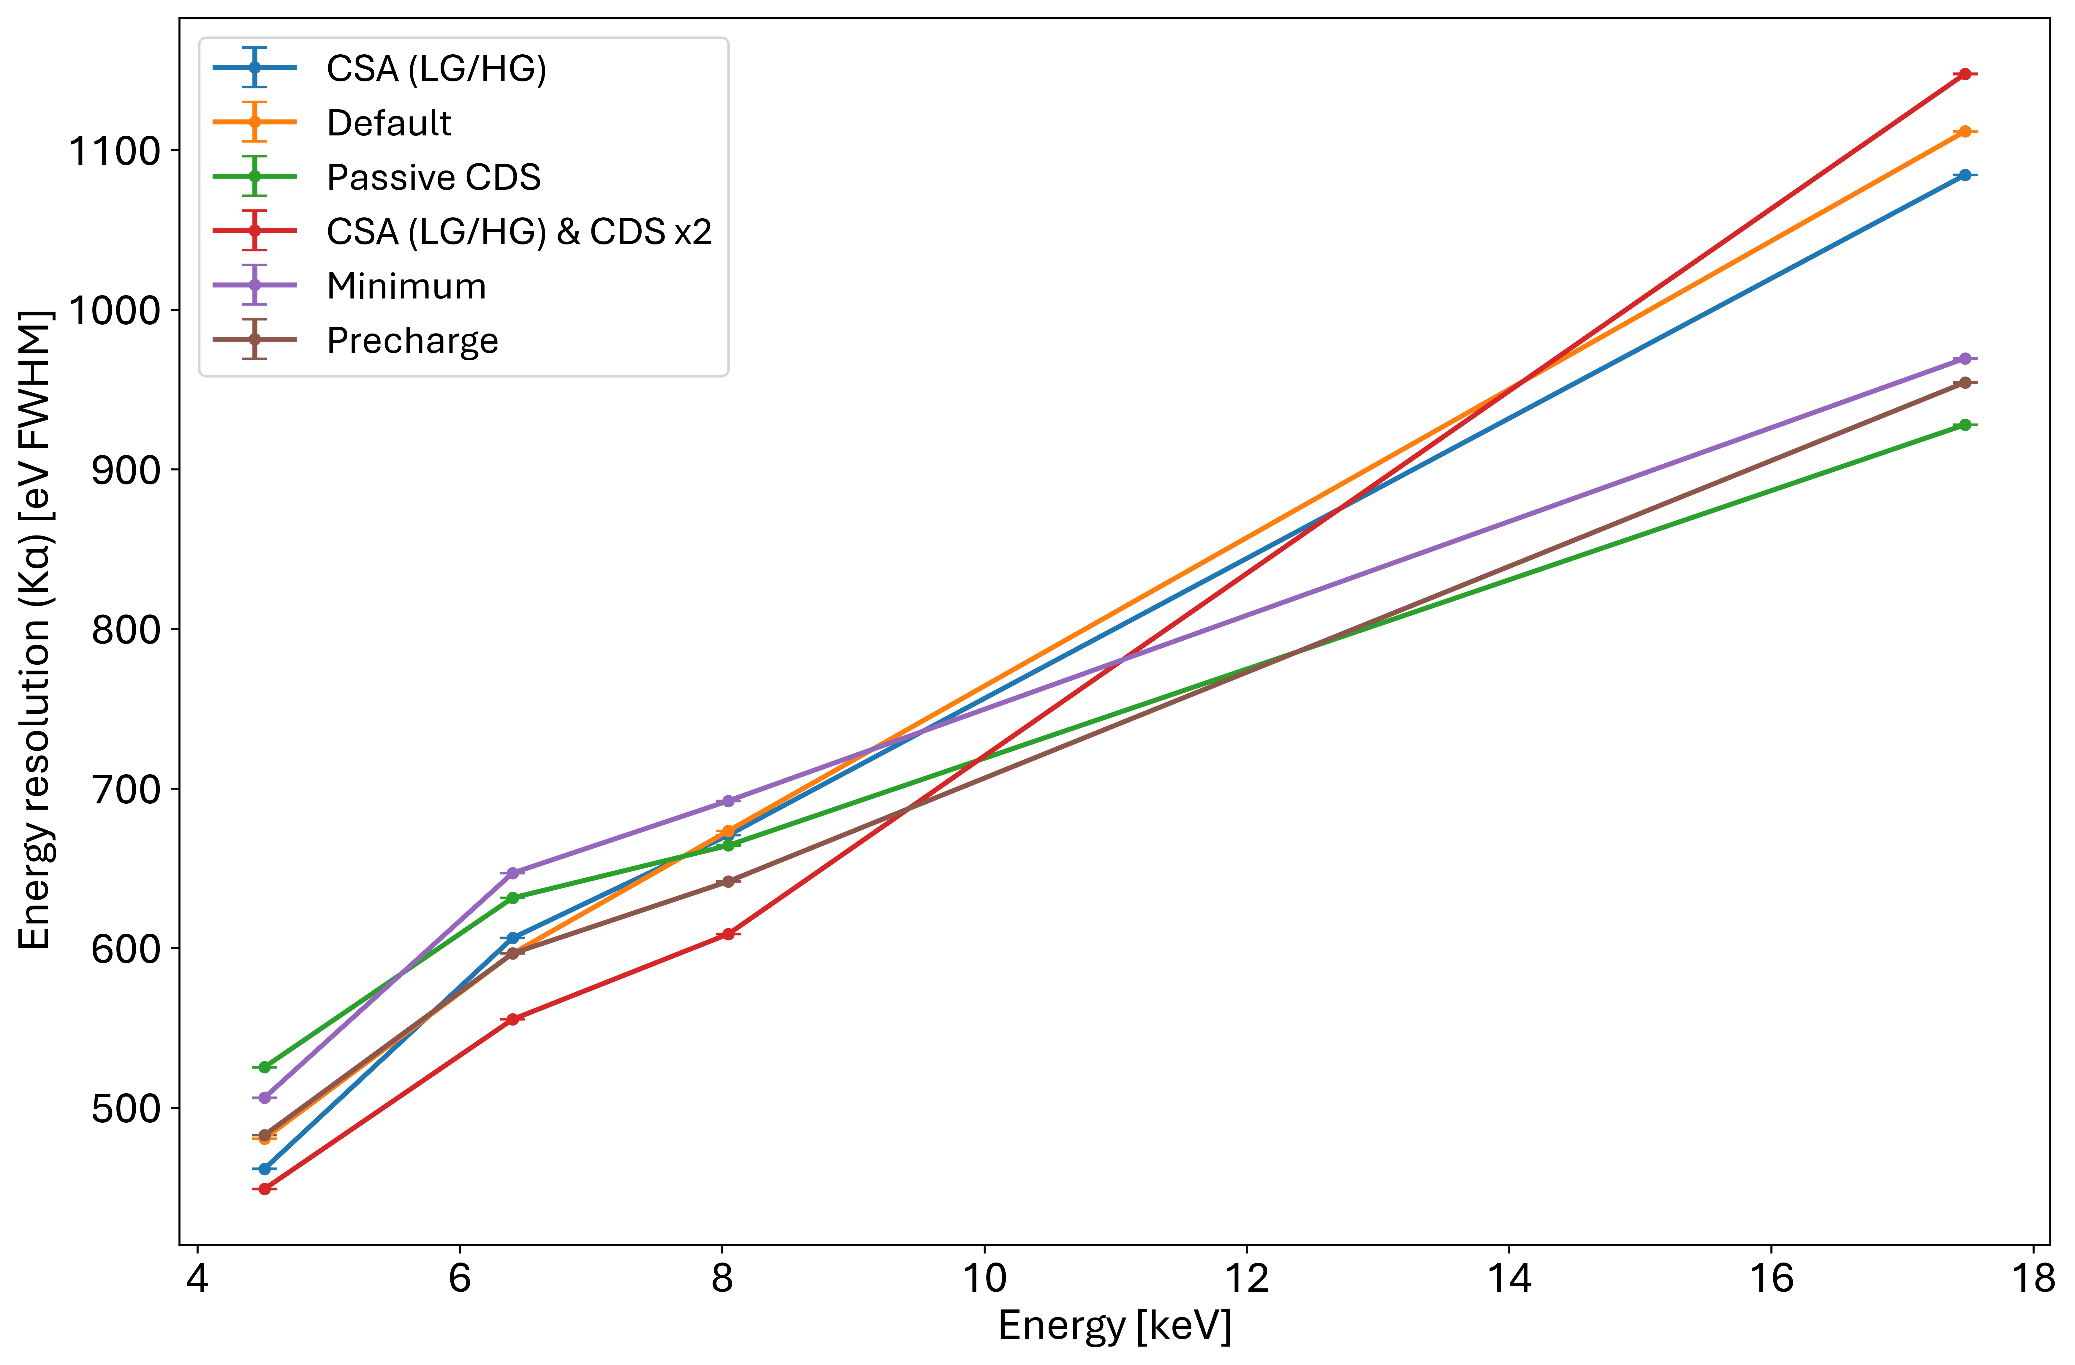 CSA (LG/HG)
Default
Passive CDS
CSA (LG/HG) & CDS x2
Minimum
Precharge
1100
1000
900
800
700
600
500
Energy resolution (Kα) [eV FWHM]
4 6 8 10 12 14 16 18
Energy [keV]